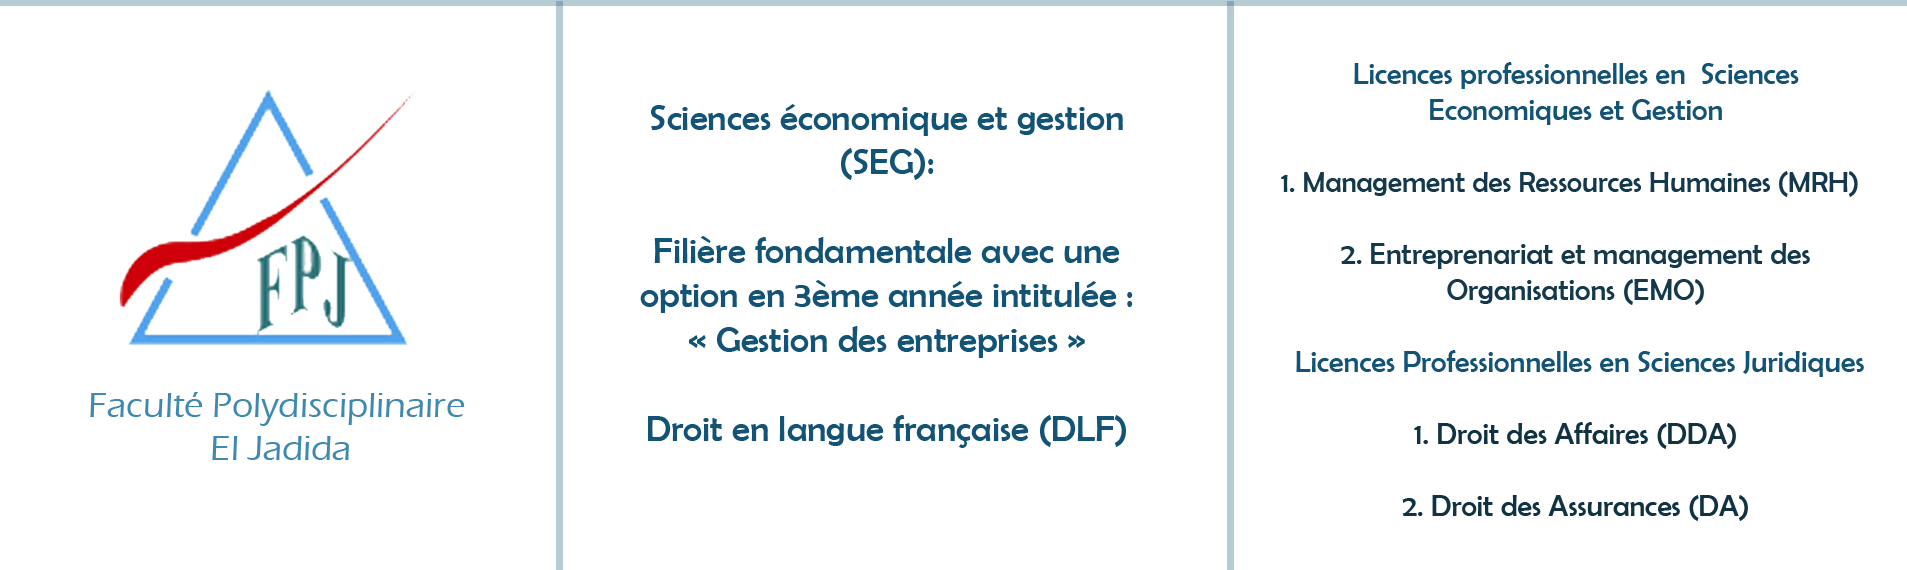 FPJ
Faculté Polydisciplinaire
El Jadida
Sciences économique et gestion
(SEG):
Filière fondamentale avec une
option en 3ème année intitulée :
« Gestion des entreprises »
Droit en langue française (DLF)
Licences professionnelles en  Sciences
Economiques et Gestion
1. Management des Ressources Humaines (MRH)
2. Entreprenariat et management des
Organisations (EMO)
Licences Professionnelles en Sciences Juridiques
1. Droit des Affaires (DDA)
2. Droit des Assurances (DA)